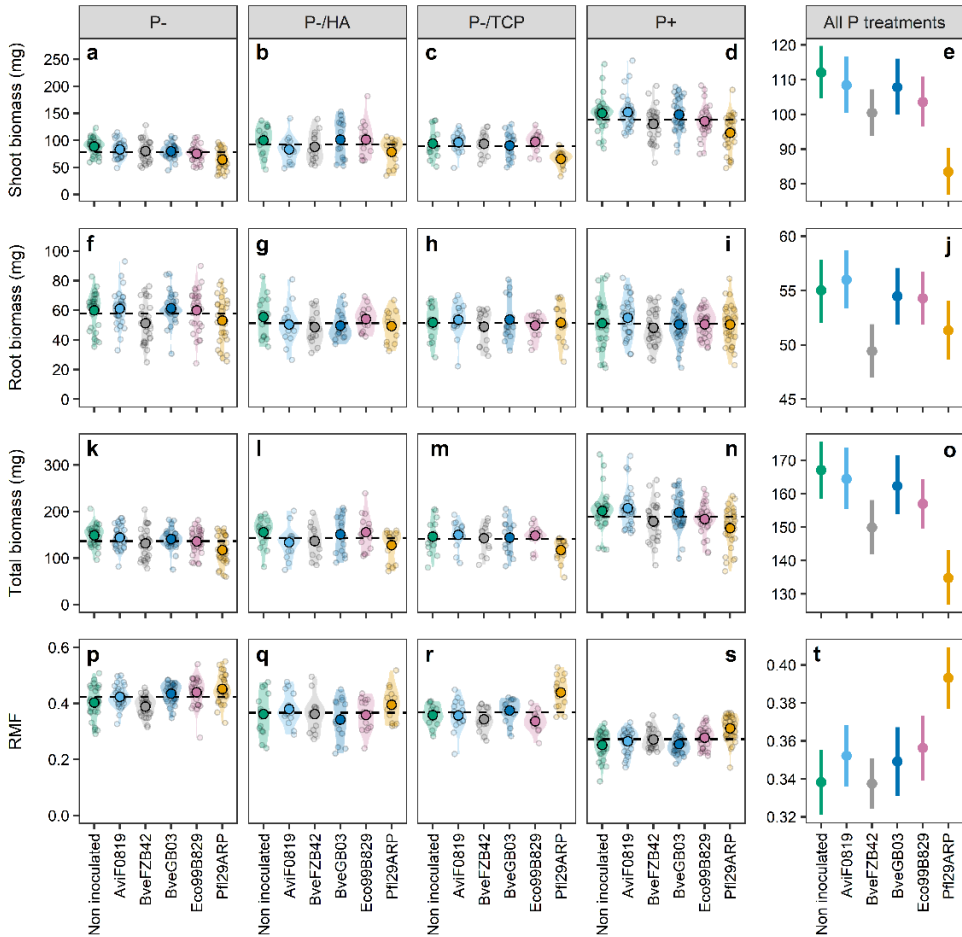 P- P-/HA P-/TCP P+ All P treatments
Shoot biomass (mg)
250
200
150
100
50
0
a b c d e
120
110
100
90
80
Root biomass (mg)
100
80
60
40
20
0
f g h i j
60
55
50
45
Total biomass (mg)
300
200
100
0
k l m n o
170
160
150
140
130
RMF
0.6
0.4
0.2
0.0
p q r s t
0.40
0.38
0.36
0.34
0.32
Non inoculated AviF0819 BveFZB42 BveGB03 Eco99B829 Pfl29ARP
Non inoculated AviF0819 BveFZB42 BveGB03 Eco99B829 Pfl29ARP
Non inoculated AviF0819 BveFZB42 BveGB03 Eco99B829 Pfl29ARP
Non inoculated AviF0819 BveFZB42 BveGB03 Eco99B829 Pfl29ARP
Non inoculated AviF0819 BveFZB42 BveGB03 Eco99B829 Pfl29ARP